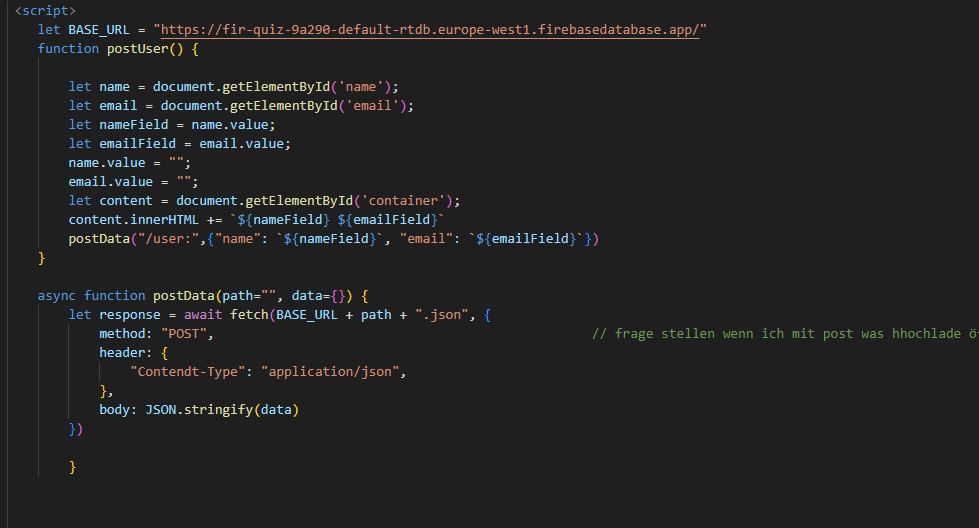 <script>
let BASE_URL = "https://fir-quiz-9a290-default-rtdb.europe-west1.firebasedatabase.app/"
function postUser() {
let name = document.getElementById('name');
let email = document.getElementById('email');
let nameField = name.value;
let emailField = email.value;
name.value = "";
email.value = "";
let content = document.getElementById('container');
content.innerHTML += `${nameField} ${emailField}`
postData("/user:",{"name": `${nameField}`, "email": `${emailField}`})
}
async function postData(path="", data={}) {
let response = await fetch(BASE_URL + path + ".json", {
method: "POST", // frage stellen wenn ich mit post was hhochlade
header: {
"Contendt-Type": "application/json",
},
body: JSON.stringify(data)
})
}